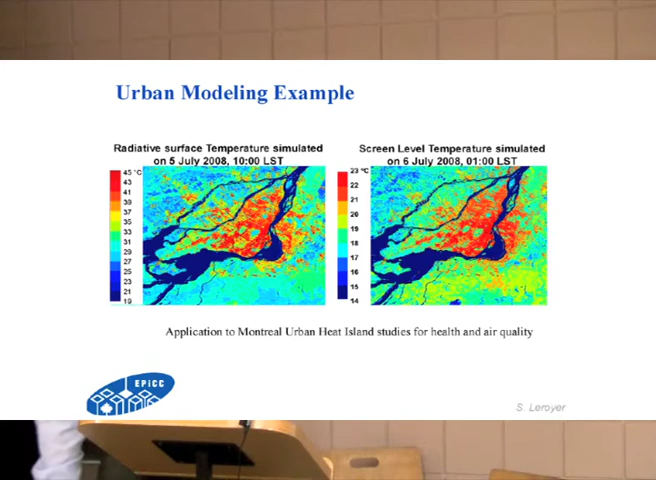 Urban Modeling Example
Radiative surface Temperature simulated
on 5 July 2008, 10:00 LST
45 °C
43
41
39
37
35
33
31
29
27
25
23
21
19
Screen Level Temperature simulated
on 6 July 2008, 01:00 LST
23 °C
22
21
20
19
18
17
16
15
14
Application to Montreal Urban Heat Island studies for health and air quality
EPiCC
S. Leroyer